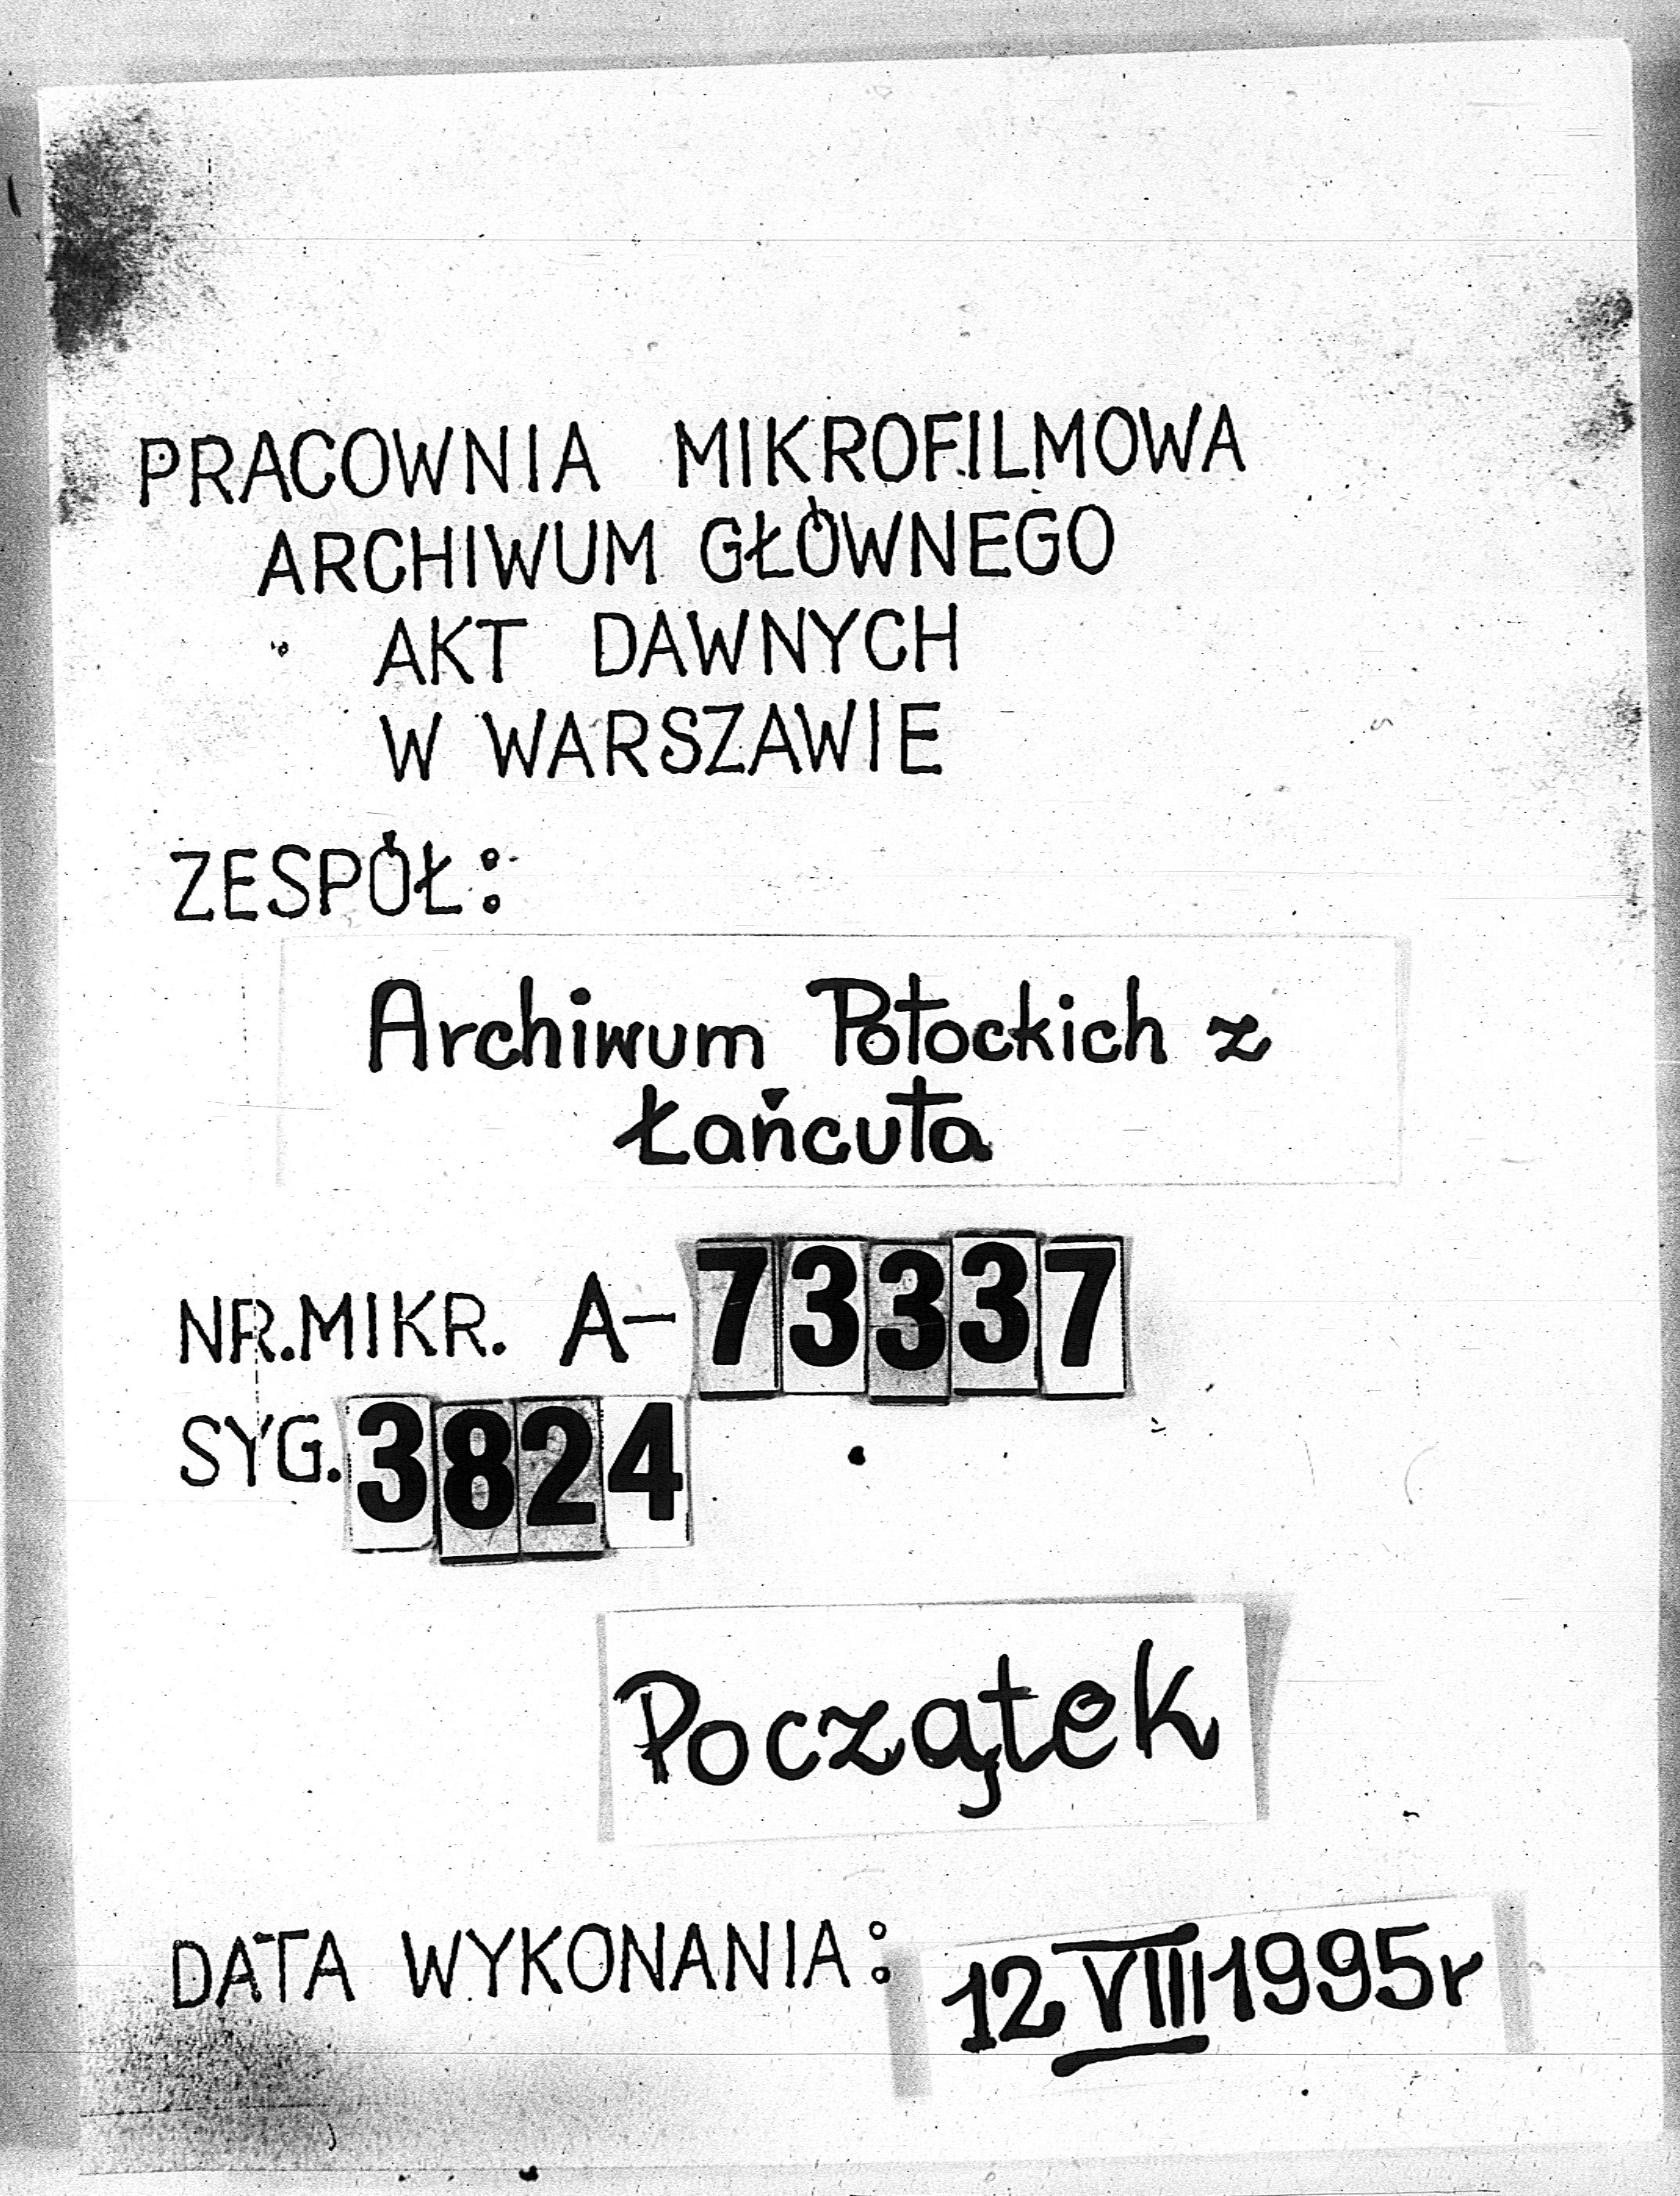 PRACOWNIA MIKROFILMOWA
ARCHIWUM GŁÓWNEGO
AKT DAWNYCH
W WARSZAWIE
ZESPÓŁ:
Archiwum Potockich z
Łańcuta
NR.MIKR. A-73337
SYG.3824
Początek
DATA WYKONANIA: 12 VIII 1995r